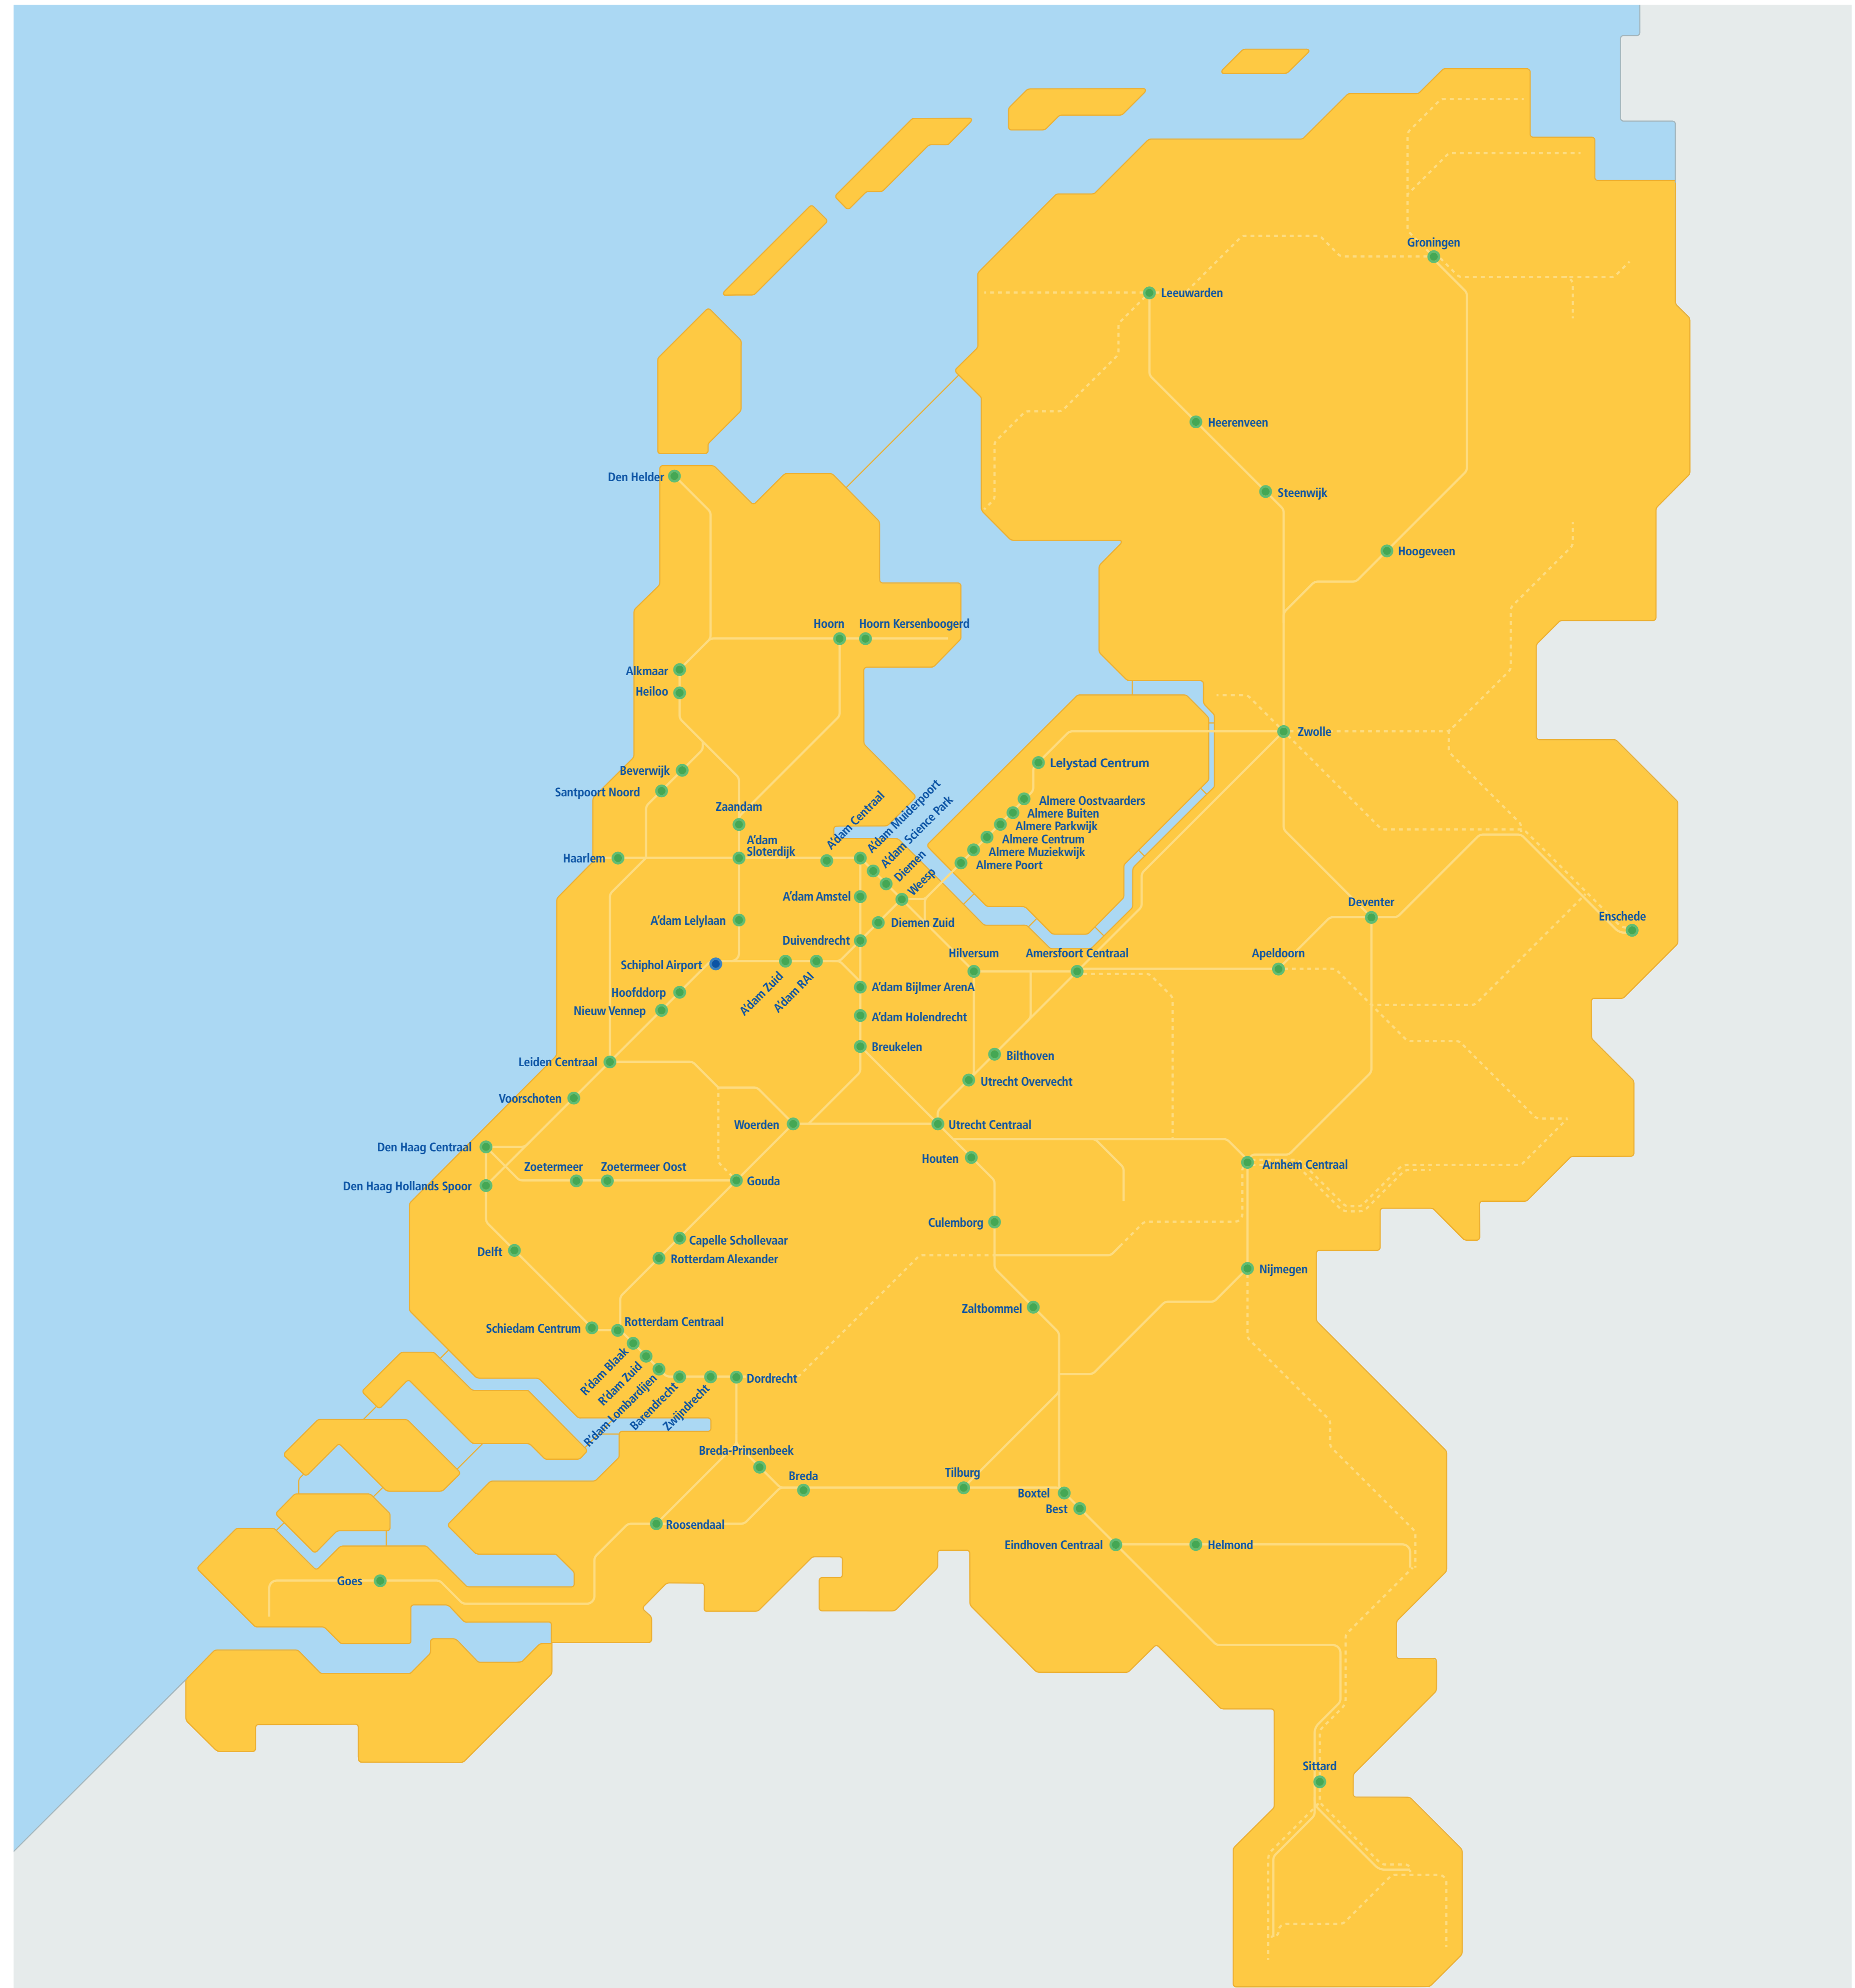 Groningen
Leeuwarden
Heerenveen
Den Helder
Steenwijk
Hoogeveen
Hoorn
Hoorn Kersenboogerd
Alkmaar
Heiloo
Zwolle
Lelystad Centrum
Beverwijk
Santpoort Noord
Almere Oostvaarders
Zaandam
Almere Buiten
Almere Parkwijk
A'dam Centraal
A'dam Muiderpoort
A'dam Science Park
A'dam
Sloterdijk
Almere Centrum
Almere Muziekwijk
Haarlem
Almere Poort
Diemen
Weesp
A'dam Amstel
Deventer
Enschede
A'dam Lelylaan
Diemen Zuid
Duivendrecht
Hilversum
Amersfoort Centraal
Apeldoorn
Schiphol Airport
A'dam Zuid
A'dam RAI
A'dam Bijlmer ArenA
Hoofddorp
Nieuw Vennep
A'dam Holendrecht
Breukelen
Bilthoven
Leiden Centraal
Utrecht Overvecht
Voorschoten
Woerden
Utrecht Centraal
Den Haag Centraal
Houten
Arnhem Centraal
Zoetermeer
Zoetermeer Oost
Gouda
Den Haag Hollands Spoor
Culemborg
Capelle Schollevaar
Delft
Rotterdam Alexander
Nijmegen
Zaltbommel
Rotterdam Centraal
Schiedam Centrum
R'dam Blaak
R'dam Zuid
R'dam Lombardijen
Barendrecht
Zwijndrecht
Dordrecht
Breda-Prinsenbeek
Breda
Tilburg
Boxtel
Best
Roosendaal
Eindhoven Centraal
Helmond
Goes
Sittard